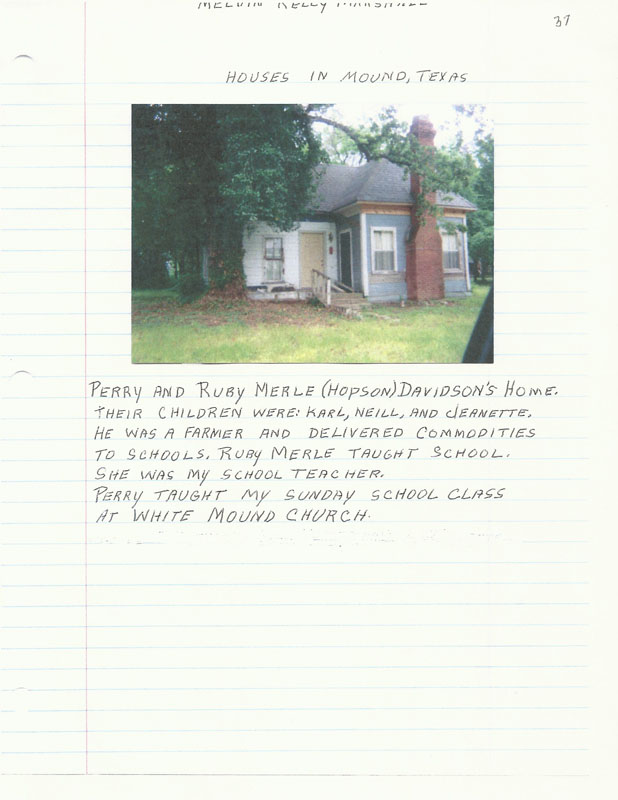 MELVIN KELLY MARSHALL
37
HOUSES IN MOUND, TEXAS
PERRY AND RUBY MERLE (HOPSON) DAVIDSON'S HOME.
THEIR CHILDREN WERE: KARL, NEILL, AND JEANETTE.
HE WAS A FARMER AND DELIVERED COMMODITIES
TO SCHOOLS. RUBY MERLE TAUGHT SCHOOL.
SHE WAS MY SCHOOL TEACHER.
PERRY TAUGHT MY SUNDAY SCHOOL CLASS
AT WHITE MOUND CHURCH.